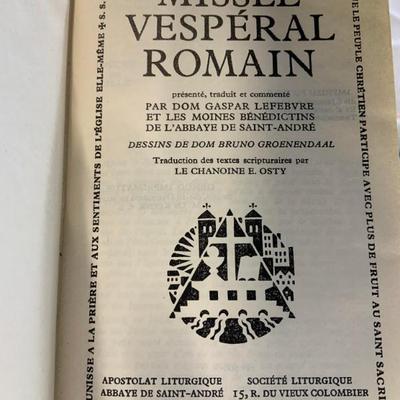 MISSEL
VESPÉRAL
ROMAIN
présenté, traduit et commenté
PAR DOM GASPAR LEFEBVRE
ET LES MOINES BÉNÉDICTINS
DE L'ABBAYE DE SAINT-ANDRÉ
DESSINS DE DOM BRUNO GROENENDAAL
Traduction des textes scripturaires par
LE CHANOINE E. OSTY
APOSTOLAT LITURGIQUE
ABBAYE DE SAINT-ANDRÉ
SOCIÉTÉ LITURGIQUE
15, R. DU VIEUX COLOMBIER
UNISSE A LA PRIÈRE ET AUX SENTIMENTS DE L'ÉGLISE ELLE-MÊME ✠ S. S.
LE PEUPLE CHRÉTIEN PARTICIPE AVEC PLUS DE FRUIT AU SAINT SACRI